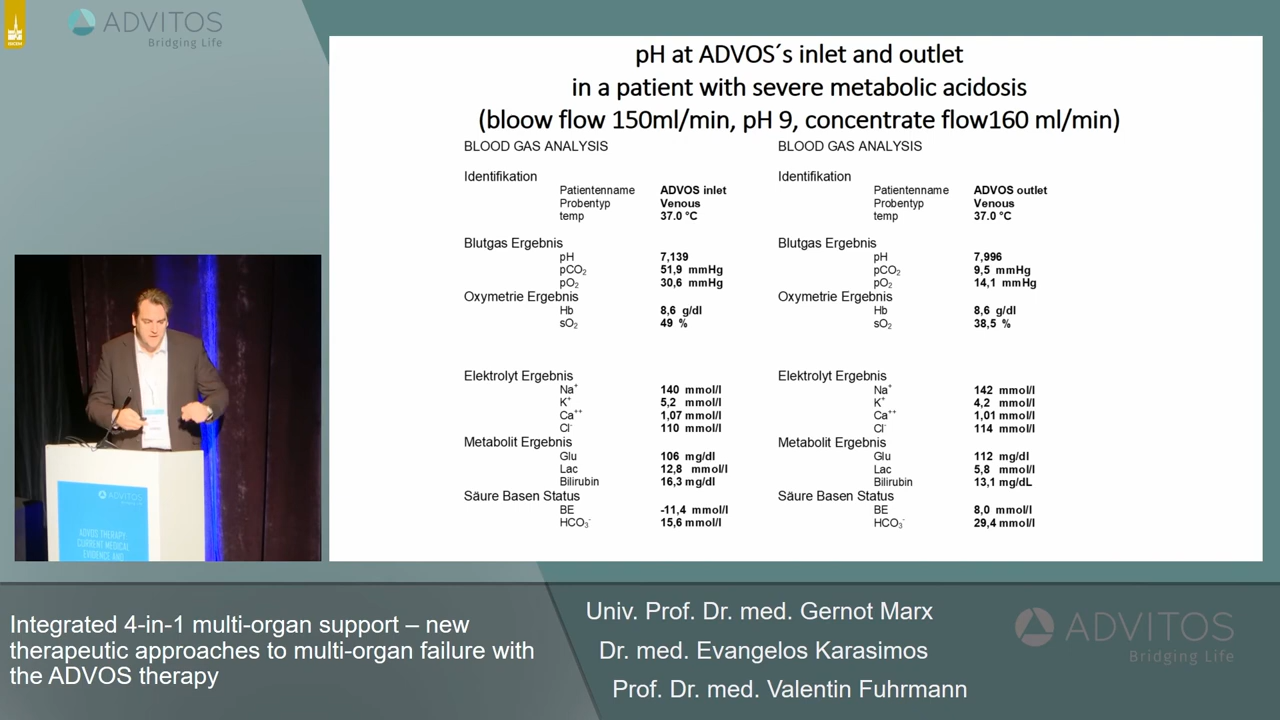 ADVITOS
Bridging Life
pH at ADVOS´s inlet and outlet
in a patient with severe metabolic acidosis
(bloow flow 150ml/min, pH 9, concentrate flow160 ml/min)
BLOOD GAS ANALYSIS
Identifikation
Patientenname ADVOS inlet
Probentyp Venous
temp 37.0 °C
Blutgas Ergebnis
pH 7,139
pCO₂ 51,9 mmHg
pO₂ 30,6 mmHg
Oxymetrie Ergebnis
Hb 8,6 g/dl
sO₂ 49 %
Elektrolyt Ergebnis
Na⁺ 140 mmol/l
K⁺ 5,2 mmol/l
Ca⁺⁺ 1,07 mmol/l
Cl⁻ 110 mmol/l
Metabolit Ergebnis
Glu 106 mg/dl
Lac 12,8 mmol/l
Bilirubin 16,3 mg/dl
Säure Basen Status
BE -11,4 mmol/l
HCO₃⁻ 15,6 mmol/l
BLOOD GAS ANALYSIS
Identifikation
Patientenname ADVOS outlet
Probentyp Venous
temp 37.0 °C
Blutgas Ergebnis
pH 7,996
pCO₂ 9,5 mmHg
pO₂ 14,1 mmHg
Oxymetrie Ergebnis
Hb 8,6 g/dl
sO₂ 38,5 %
Elektrolyt Ergebnis
Na⁺ 142 mmol/l
K⁺ 4,2 mmol/l
Ca⁺⁺ 1,01 mmol/l
Cl⁻ 114 mmol/l
Metabolit Ergebnis
Glu 112 mg/dl
Lac 5,8 mmol/l
Bilirubin 13,1 mg/dL
Säure Basen Status
BE 8,0 mmol/l
HCO₃⁻ 29,4 mmol/l
ADVITOS
ADVOS THERAPY
CURRENT MEDICAL
EVIDENCE AND
Integrated 4-in-1 multi-organ support – new
therapeutic approaches to multi-organ failure with
the ADVOS therapy
Univ. Prof. Dr. med. Gernot Marx
Dr. med. Evangelos Karasimos
Prof. Dr. med. Valentin Fuhrmann
ADVITOS
Bridging Life